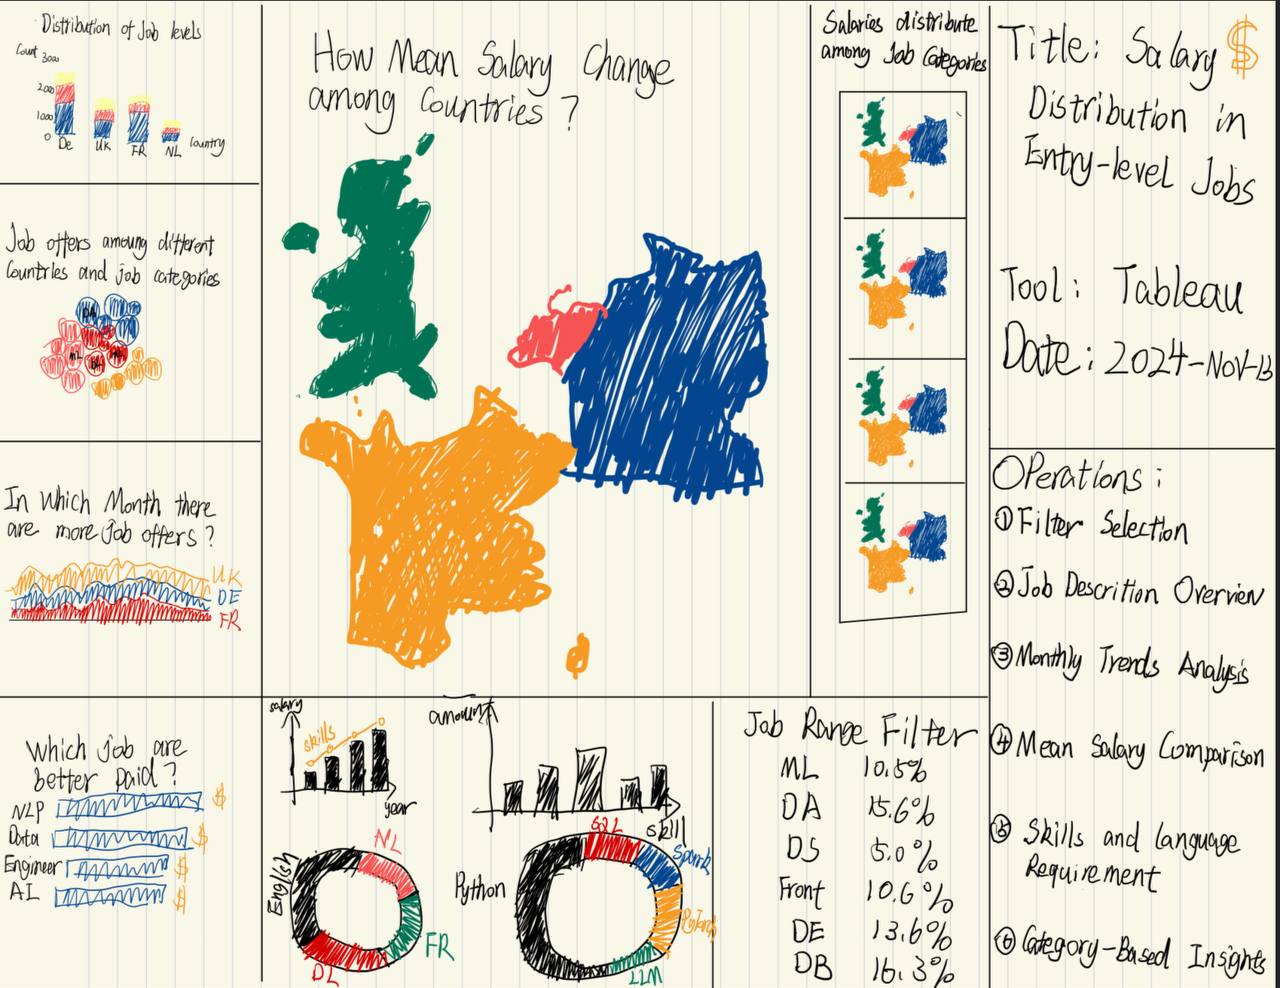 Distribution of Job levels
Count
3000
2000
1000
0
De
UK
FR
NL
Country
Job offers amoung different
Countries and job categories
DA
ML
In Which Month there
are more Job offers?
UK
DE
FR
Which job are
better paid?
NLP
$
Data
$
Engineer
$
AI
$
How Mean Salary Change
among Countries?
Salaries distribute
among Job Categories
salary
skills
year
amount
skill
English
NL
FR
DL
Python
SQL
Spark
PyTorch
LLM
Job Range Filter
ML 10.5%
DA 15.6%
DS 5.0%
Front 10.6%
DE 13.6%
DB 16.3%
Title: Salary $
Distribution in
Entry-level Jobs
Tool: Tableau
Date: 2024-Nov-13
Operations:
① Filter Selection
② Job Descrition Overview
③ Monthly Trends Analysis
④ Mean Salary Comparison
⑤ Skills and language
Requirement
⑥ Category-Based Insights